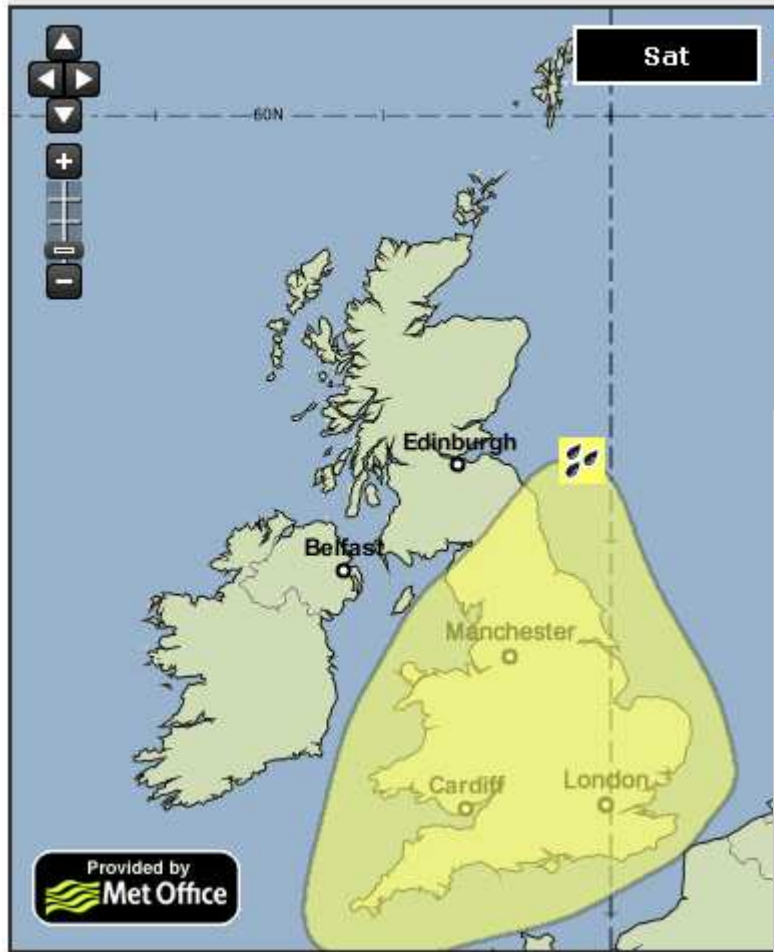 Sat
60N
Edinburgh
Belfast
Manchester
Cardiff
London
Provided by
Met Office